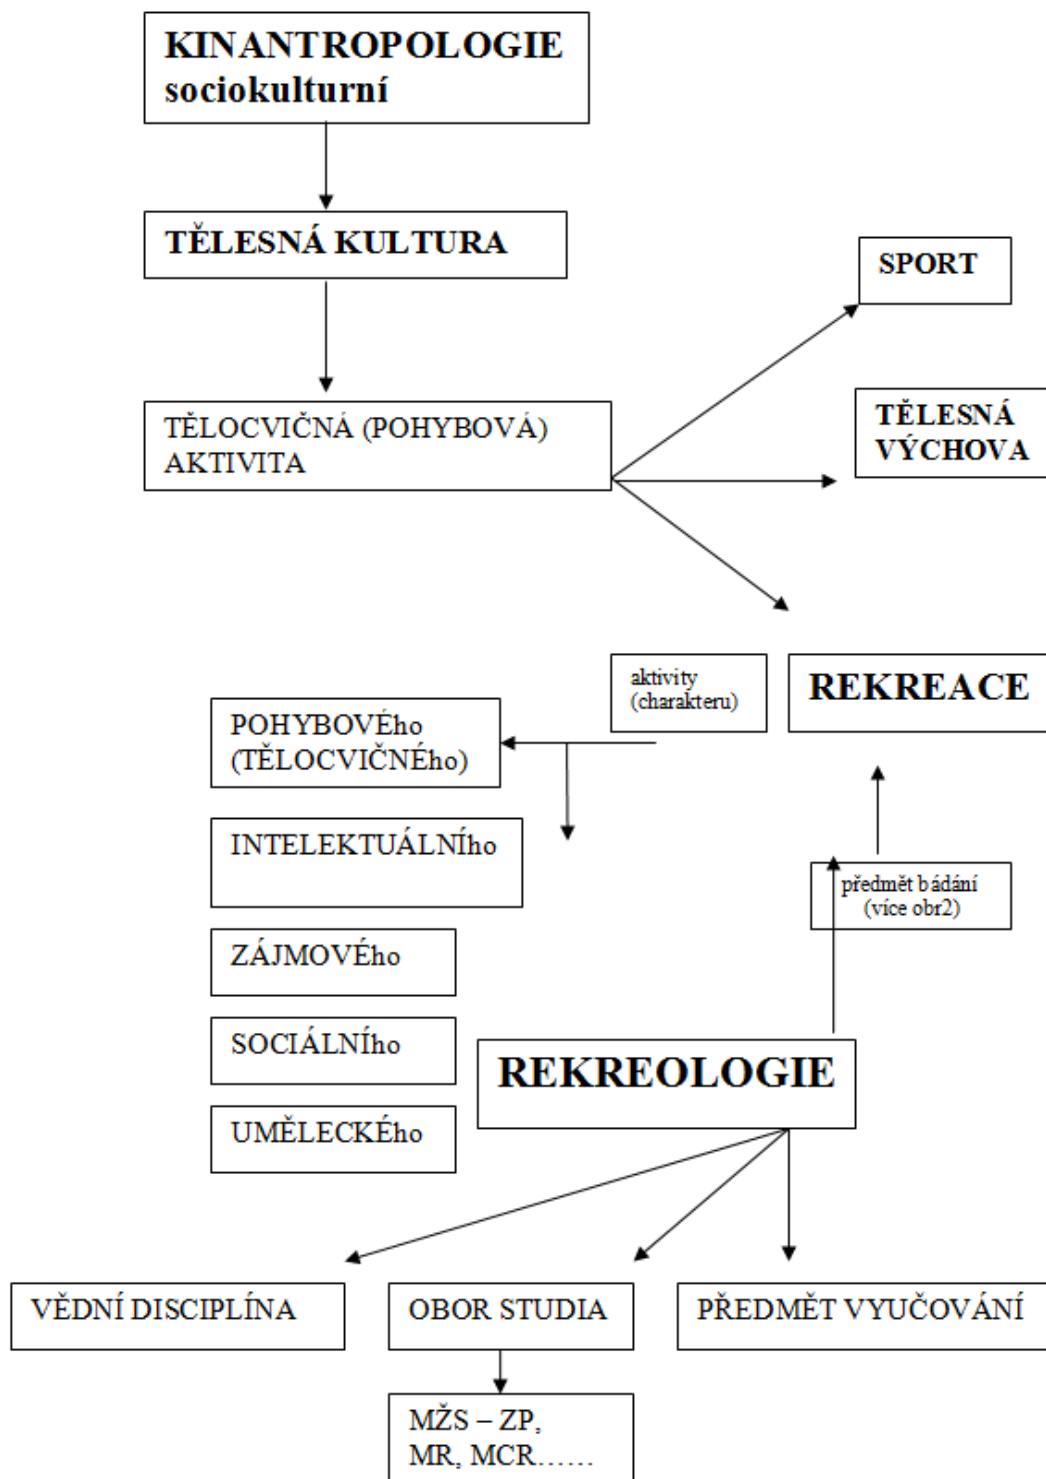 KINANTROPOLOGIE
sociokulturní
TĚLESNÁ KULTURA
SPORT
TĚLOCVIČNÁ (POHYBOVÁ)
AKTIVITA
TĚLESNÁ
VÝCHOVA
aktivity
(charakteru)
REKREACE
POHYBOVÉho
(TĚLOCVIČNÉho)
INTELEKTUÁLNÍho
předmět bádání
(více obr2)
ZÁJMOVÉho
SOCIÁLNÍho
REKREOLOGIE
UMĚLECKÉho
VĚDNÍ DISCIPLÍNA
OBOR STUDIA
PŘEDMĚT VYUČOVÁNÍ
MŽS – ZP,
MR, MCR……